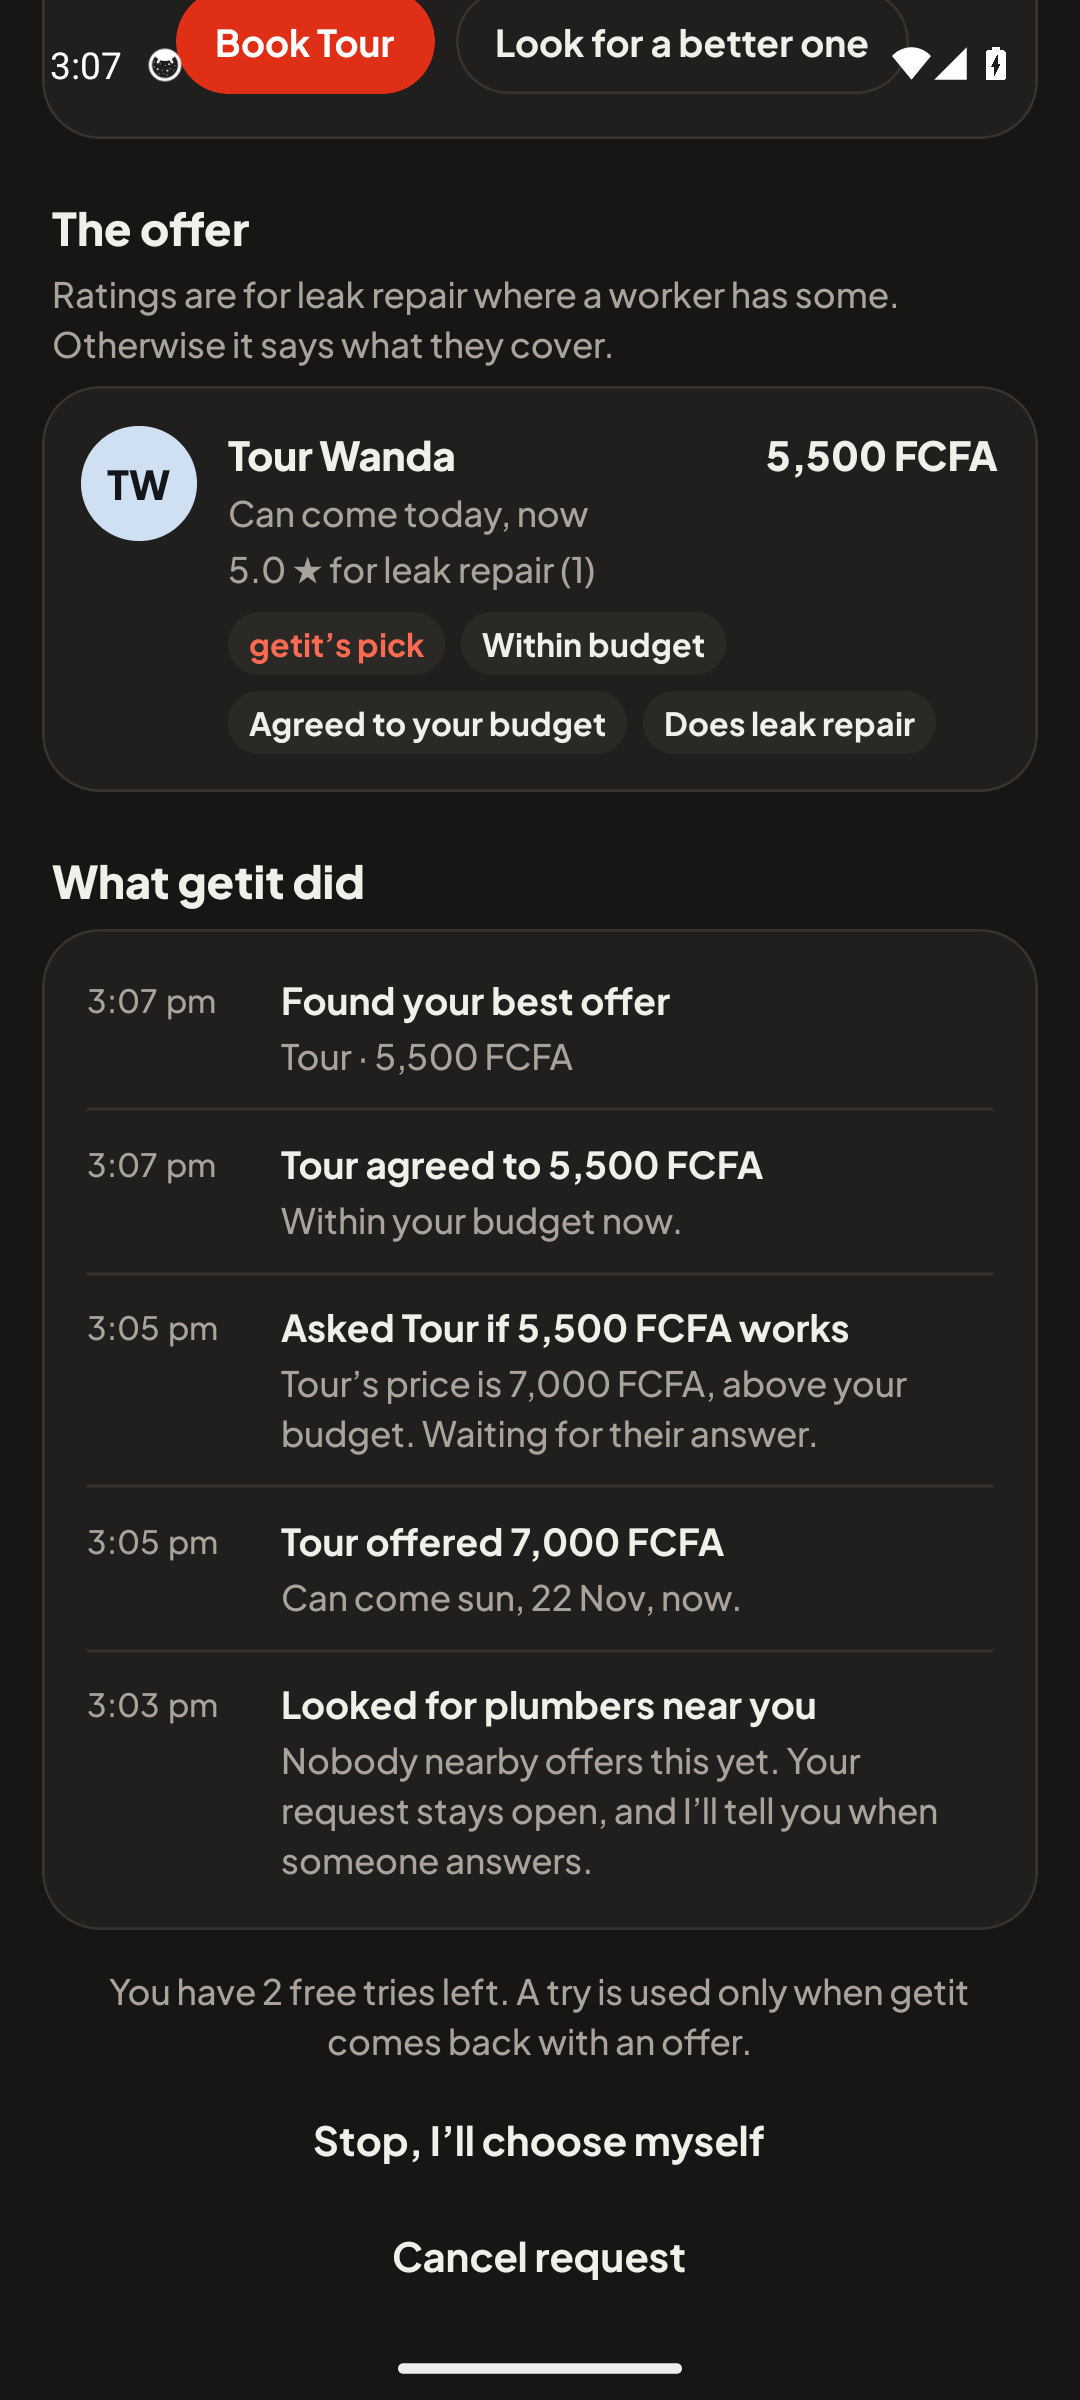 Book Tour
Look for a better one
3:07
The offer
Ratings are for leak repair where a worker has some.
Otherwise it says what they cover.
TW
Tour Wanda
5,500 FCFA
Can come today, now
5.0 ★ for leak repair (1)
getit’s pick
Within budget
Agreed to your budget
Does leak repair
What getit did
3:07 pm
Found your best offer
Tour · 5,500 FCFA
3:07 pm
Tour agreed to 5,500 FCFA
Within your budget now.
3:05 pm
Asked Tour if 5,500 FCFA works
Tour’s price is 7,000 FCFA, above your
budget. Waiting for their answer.
3:05 pm
Tour offered 7,000 FCFA
Can come sun, 22 Nov, now.
3:03 pm
Looked for plumbers near you
Nobody nearby offers this yet. Your
request stays open, and I’ll tell you when
someone answers.
You have 2 free tries left. A try is used only when getit
comes back with an offer.
Stop, I’ll choose myself
Cancel request